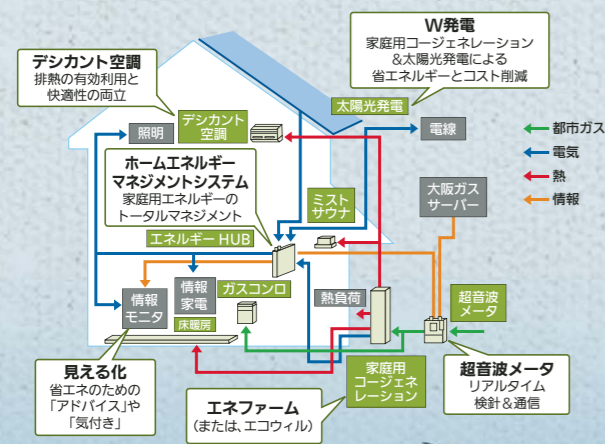 W発電
家庭用コージェネレーション
&太陽光発電による
省エネルギーとコスト削減
デシカント空調
排熱の有効利用と
快適性の両立
太陽光発電
照明
デシカント
空調
電線
都市ガス
電気
熱
情報
ホームエネルギー
マネジメントシステム
家庭用エネルギーの
トータルマネジメント
ミスト
サウナ
大阪ガス
サーバー
エネルギーHUB
情報
モニタ
情報
家電
ガスコンロ
熱負荷
超音波
メータ
床暖房
見える化
省エネのための
「アドバイス」や
「気付き」
エネファーム
(または、エコウィル)
家庭用
コージェネ
レーション
超音波メータ
リアルタイム
検針&通信